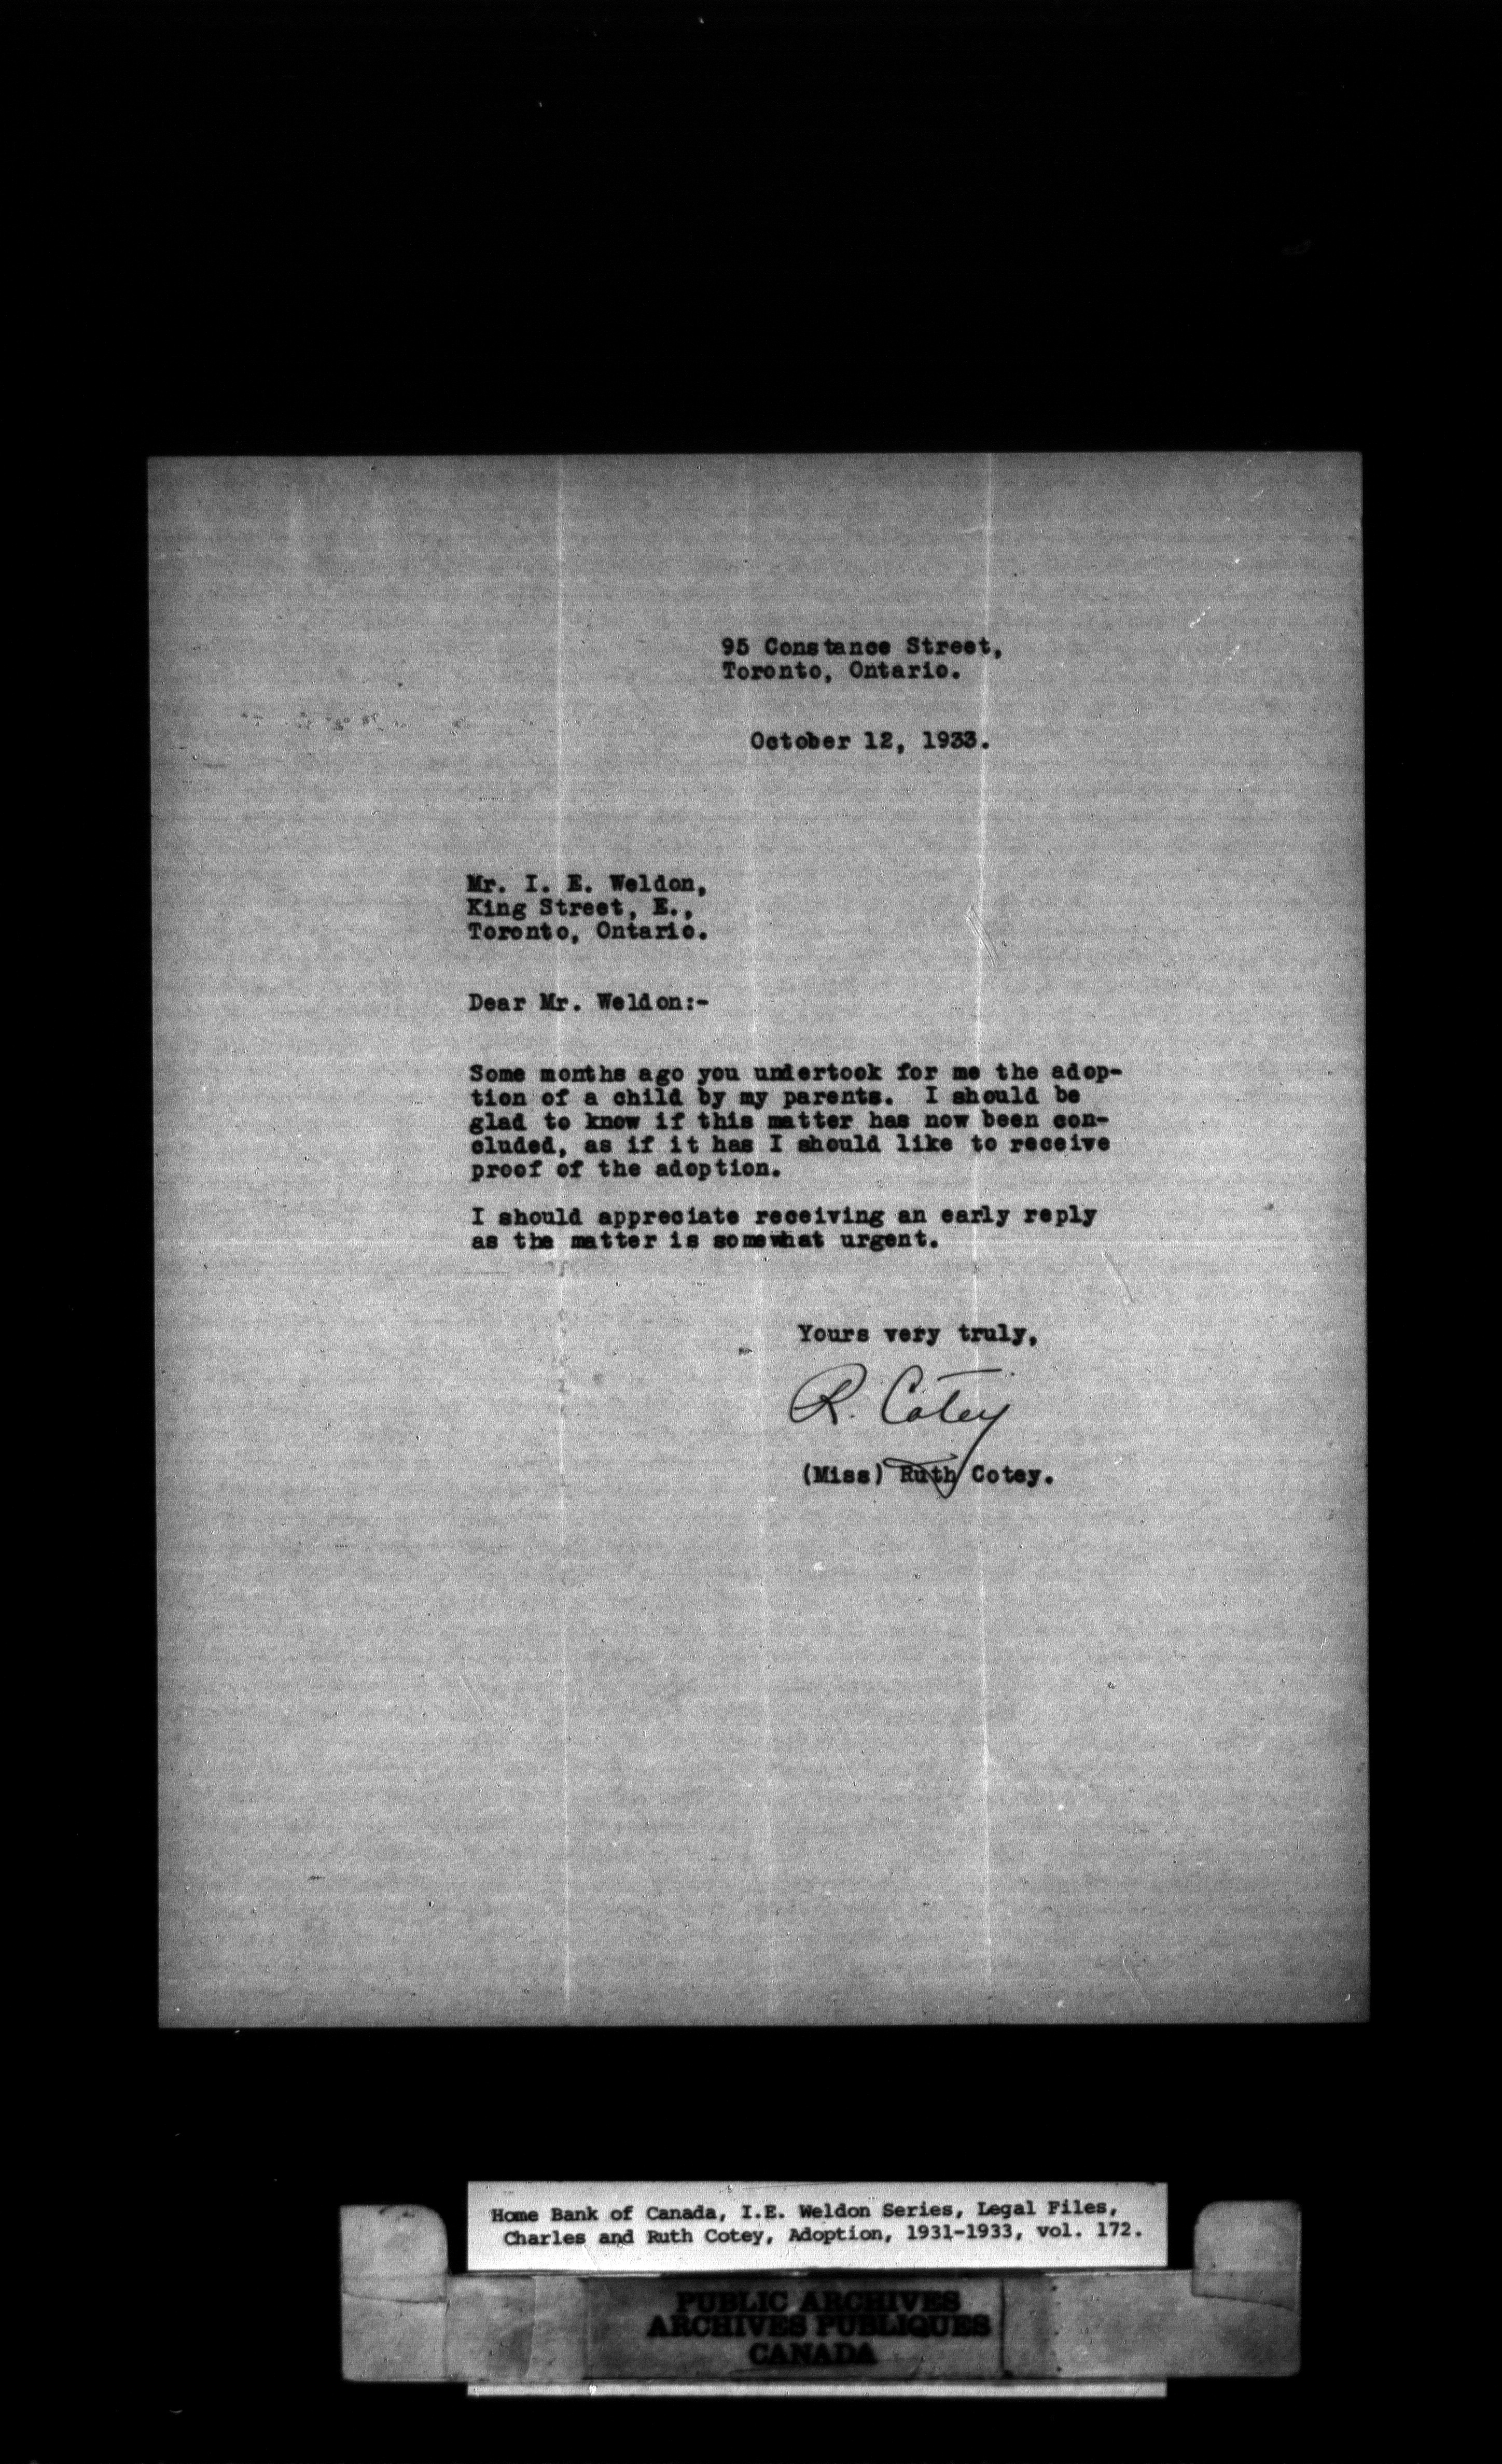 95 Constance Street,
Toronto, Ontario.
October 12, 1933.
Mr. I. E. Weldon,
King Street, E.,
Toronto, Ontario.
Dear Mr. Weldon:-
Some months ago you undertook for me the adop-
tion of a child by my parents. I should be
glad to know if this matter has now been con-
cluded, as if it has I should like to receive
proof of the adoption.
I should appreciate receiving an early reply
as the matter is somewhat urgent.
Yours very truly,
R. Cotey
(Miss) Ruth Cotey.
Home Bank of Canada, I.E. Weldon Series, Legal Files,
Charles and Ruth Cotey, Adoption, 1931-1933, vol. 172.
PUBLIC ARCHIVES
ARCHIVES PUBLIQUES
CANADA